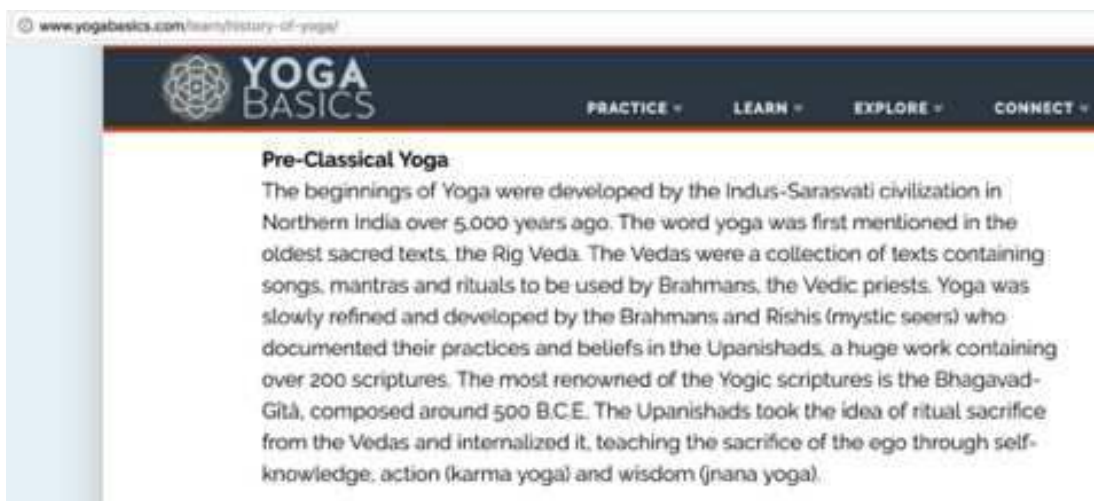 www.yogabasics.com/learn/history-of-yoga/
YOGA
BASICS
PRACTICE LEARN EXPLORE CONNECT
Pre-Classical Yoga
The beginnings of Yoga were developed by the Indus-Sarasvati civilization in
Northern India over 5,000 years ago. The word yoga was first mentioned in the
oldest sacred texts, the Rig Veda. The Vedas were a collection of texts containing
songs, mantras and rituals to be used by Brahmans, the Vedic priests. Yoga was
slowly refined and developed by the Brahmans and Rishis (mystic seers) who
documented their practices and beliefs in the Upanishads, a huge work containing
over 200 scriptures. The most renowned of the Yogic scriptures is the Bhagavad-
Gîtâ, composed around 500 B.C.E. The Upanishads took the idea of ritual sacrifice
from the Vedas and internalized it, teaching the sacrifice of the ego through self-
knowledge, action (karma yoga) and wisdom (jnana yoga).